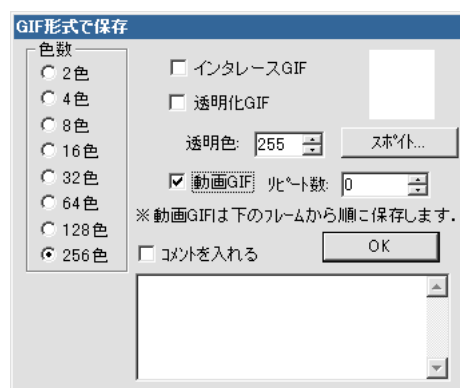 GIF形式で保存
色数
2色
4色
8色
16色
32色
64色
128色
256色
インタレースGIF
透明化GIF
透明色: 255
ｽﾎﾟｲﾄ...
動画GIF
ﾘﾋﾟｰﾄ数: 0
※動画GIFは下のﾌﾚｰﾑから順に保存します.
ｺﾒﾝﾄを入れる
OK